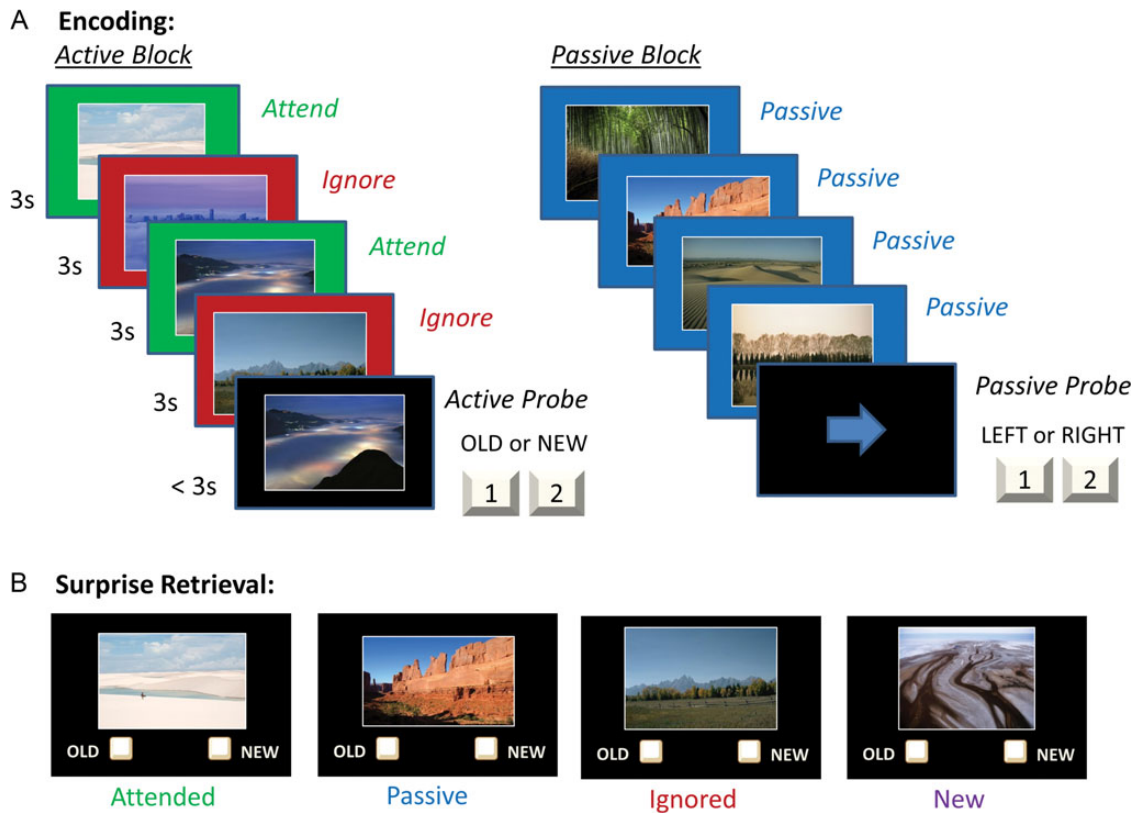 A Encoding:
Active Block
Attend
Ignore
3s
Attend
3s
Ignore
3s
3s
Active Probe
OLD or NEW
< 3s
1 2
Passive Block
Passive
Passive
Passive
Passive
Passive Probe
LEFT or RIGHT
1 2
B Surprise Retrieval:
OLD NEW
Attended
OLD NEW
Passive
OLD NEW
Ignored
OLD NEW
New